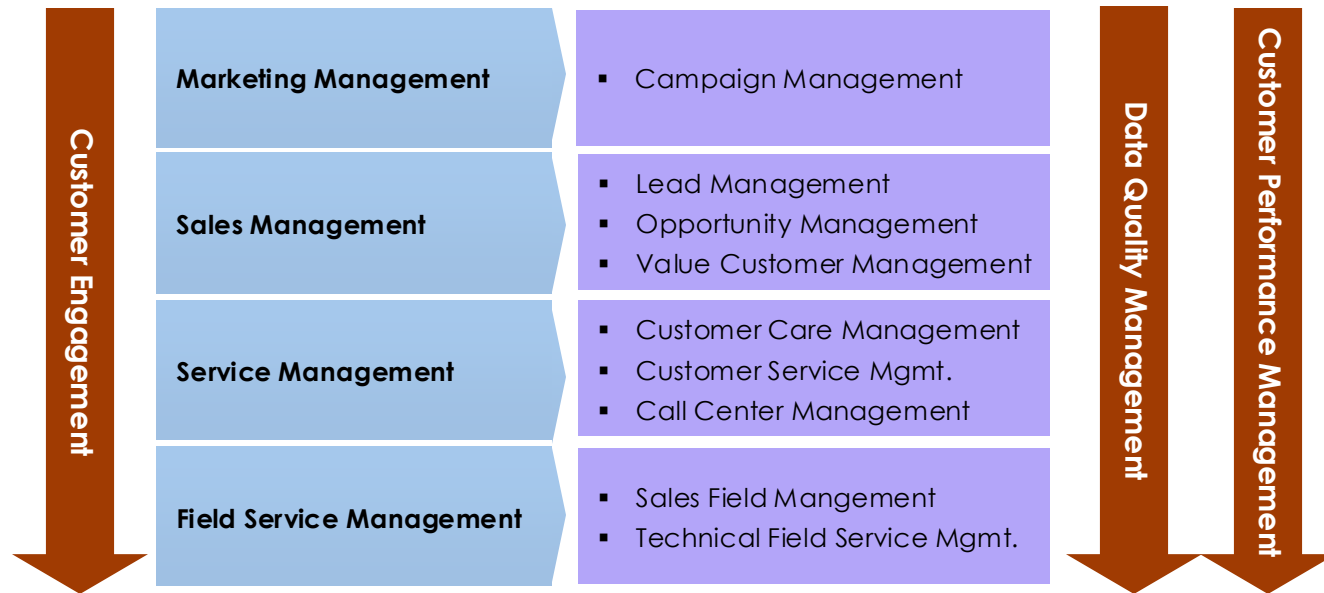 Customer Engagement
Marketing Management
▪ Campaign Management
Sales Management
▪ Lead Management
▪ Opportunity Management
▪ Value Customer Management
Service Management
▪ Customer Care Management
▪ Customer Service Mgmt.
▪ Call Center Management
Field Service Management
▪ Sales Field Mangement
▪ Technical Field Service Mgmt.
Data Quality Management
Customer Performance Management